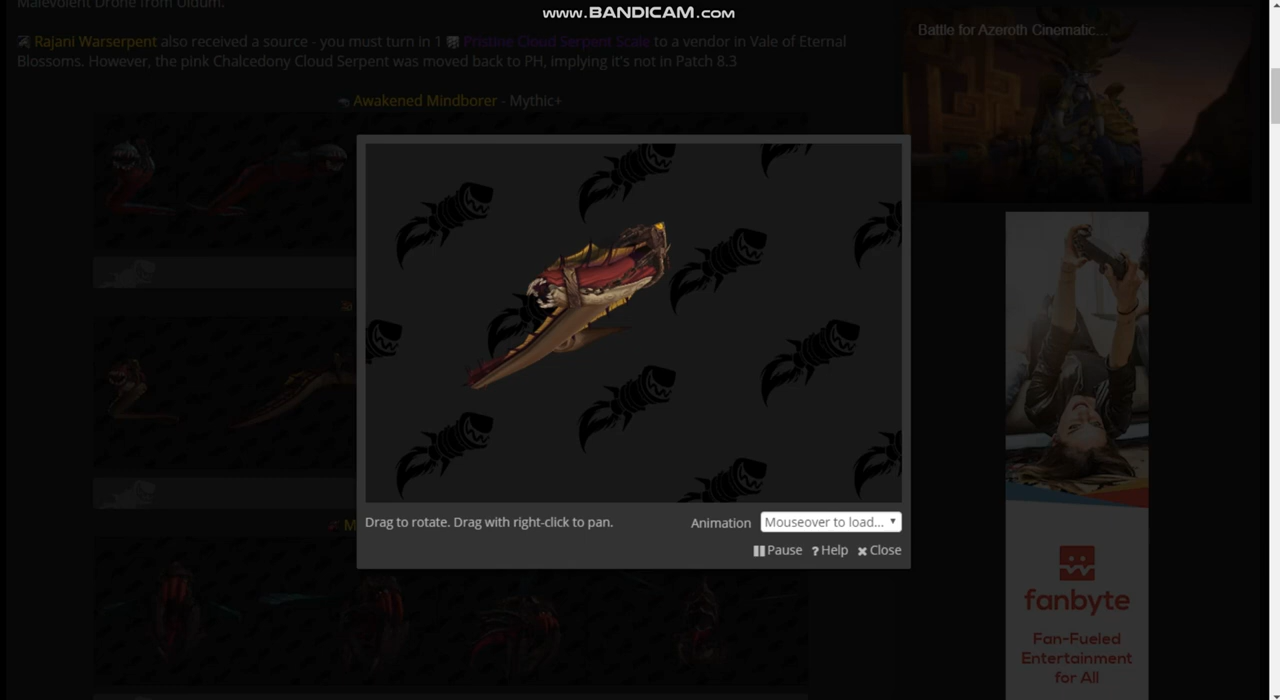 www.BANDICAM.com
Malevolent Drone from Uldum.
Rajani Warserpent also received a source - you must turn in 1 Pristine Cloud Serpent Scale to a vendor in Vale of Eternal
Blossoms. However, the pink Chalcedony Cloud Serpent was moved back to PH, implying it's not in Patch 8.3
Battle for Azeroth Cinematic...
Awakened Mindborer - Mythic+
Drag to rotate. Drag with right-click to pan.
Animation Mouseover to load...
Pause ? Help Close
fanbyte
Fan-Fueled
Entertainment
for All